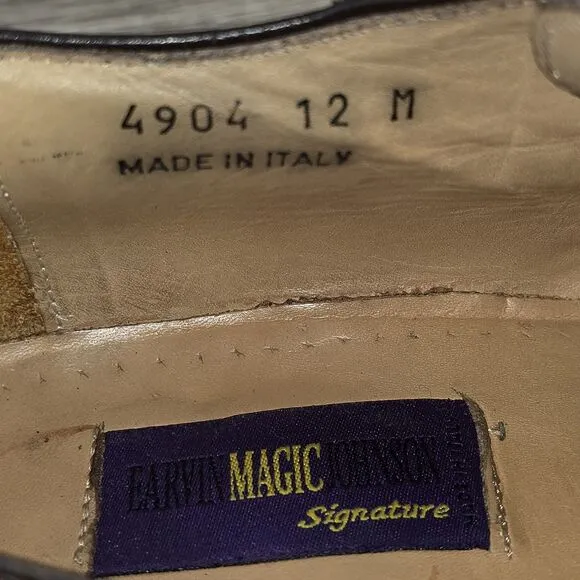 4904 12 M
MADE IN ITALY
EARVIN MAGIC JOHNSON
Signature